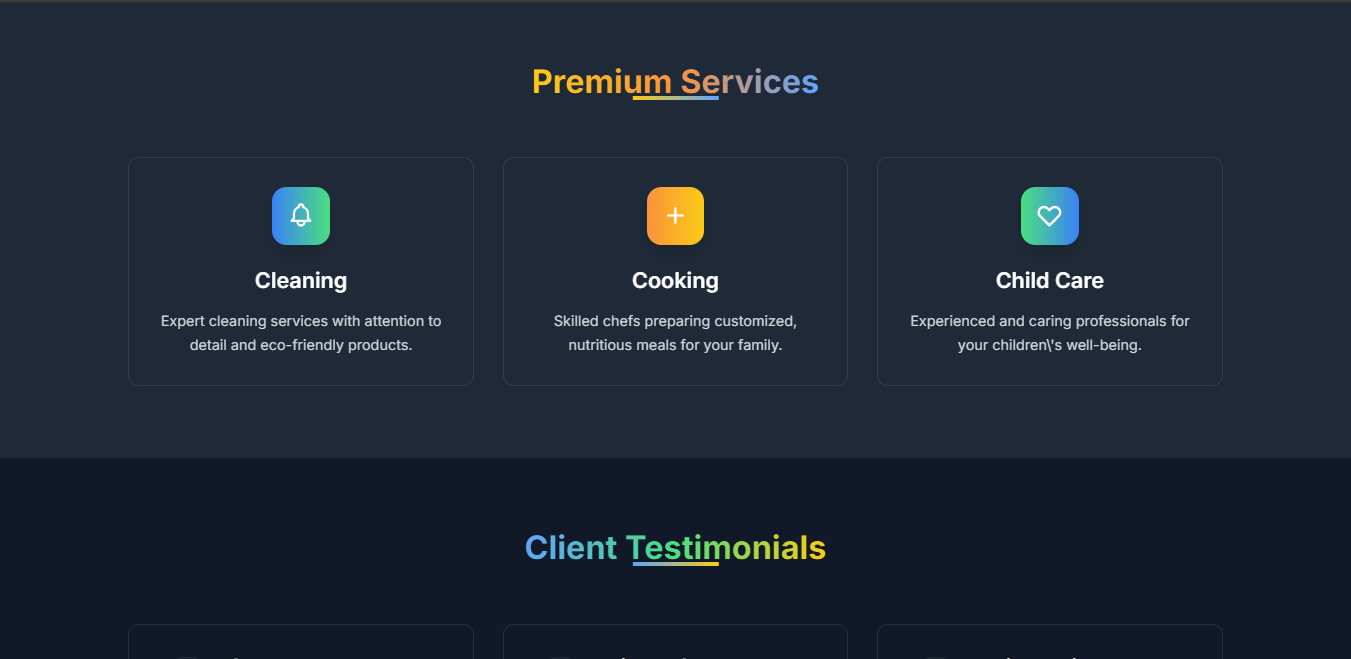 Premium Services
Cleaning
Expert cleaning services with attention to
detail and eco-friendly products.
Cooking
Skilled chefs preparing customized,
nutritious meals for your family.
Child Care
Experienced and caring professionals for
your children\'s well-being.
Client Testimonials